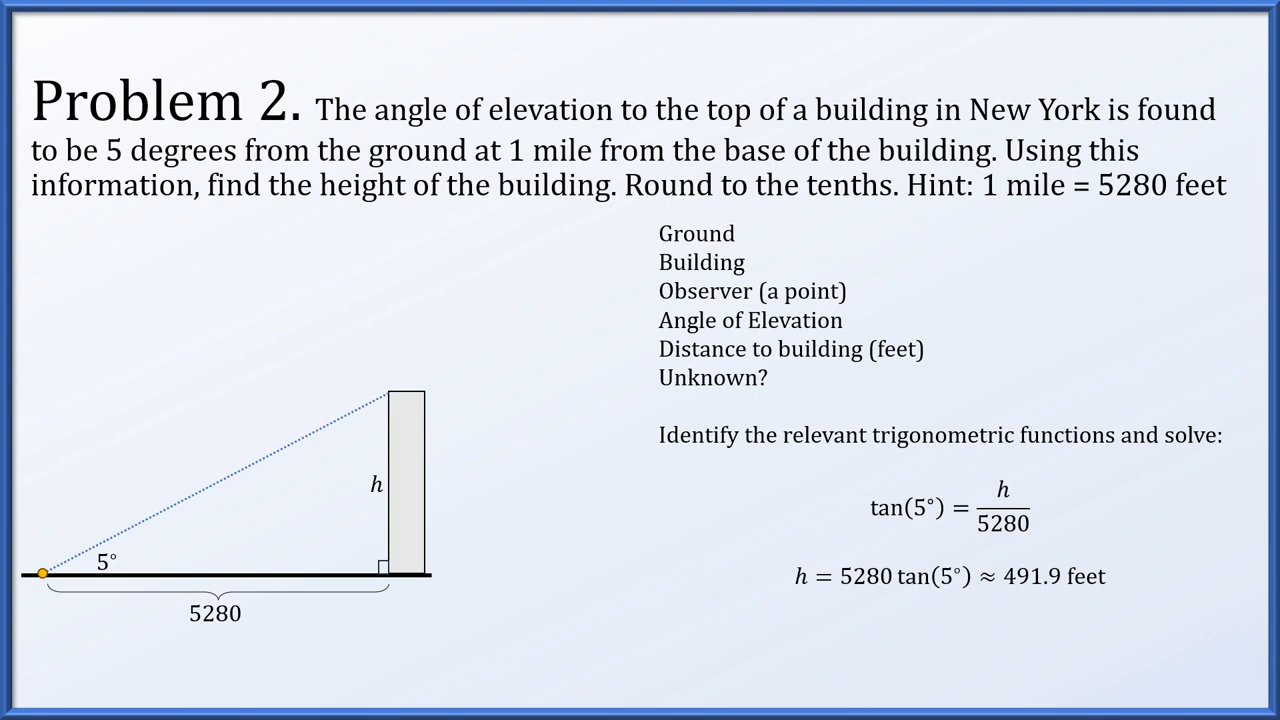 Problem 2. The angle of elevation to the top of a building in New York is found
to be 5 degrees from the ground at 1 mile from the base of the building. Using this
information, find the height of the building. Round to the tenths. Hint: 1 mile = 5280 feet
Ground
Building
Observer (a point)
Angle of Elevation
Distance to building (feet)
Unknown?
Identify the relevant trigonometric functions and solve:
tan(5°) = h/5280
h = 5280 tan(5°) ≈ 491.9 feet
h
5°
5280